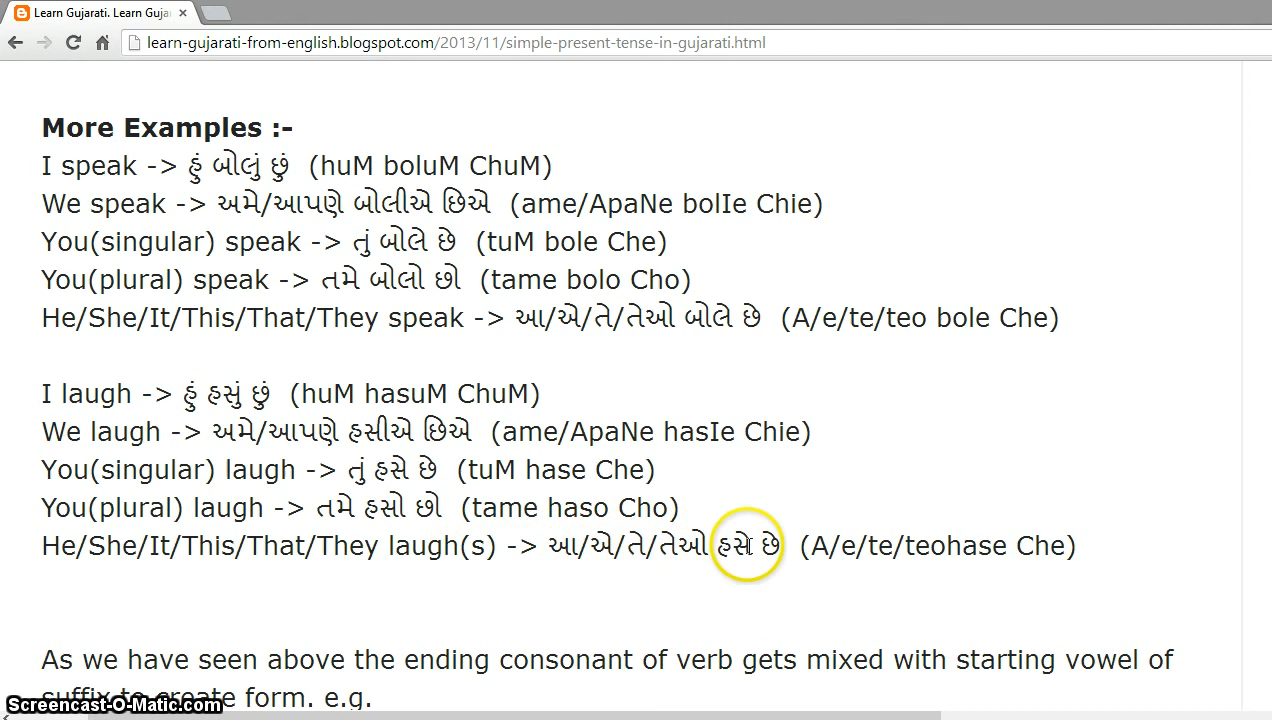 Learn Gujarati. Learn Gujar
learn-gujarati-from-english.blogspot.com/2013/11/simple-present-tense-in-gujarati.html
More Examples :-
I speak -> હું બોલું છું (huM boluM ChuM)
We speak -> અમે/આપણે બોલીએ છિએ (ame/ApaNe bolIe Chie)
You(singular) speak -> તું બોલે છે (tuM bole Che)
You(plural) speak -> તમે બોલો છો (tame bolo Cho)
He/She/It/This/That/They speak -> આ/એ/તે/તેઓ બોલે છે (A/e/te/teo bole Che)
I laugh -> હું હસું છું (huM hasuM ChuM)
We laugh -> અમે/આપણે હસીએ છિએ (ame/ApaNe hasIe Chie)
You(singular) laugh -> તું હસે છે (tuM hase Che)
You(plural) laugh -> તમે હસો છો (tame haso Cho)
He/She/It/This/That/They laugh(s) -> આ/એ/તે/તેઓ હસે છે (A/e/te/teohase Che)
As we have seen above the ending consonant of verb gets mixed with starting vowel of
suffix to create form. e.g.
Screencast-O-Matic.com